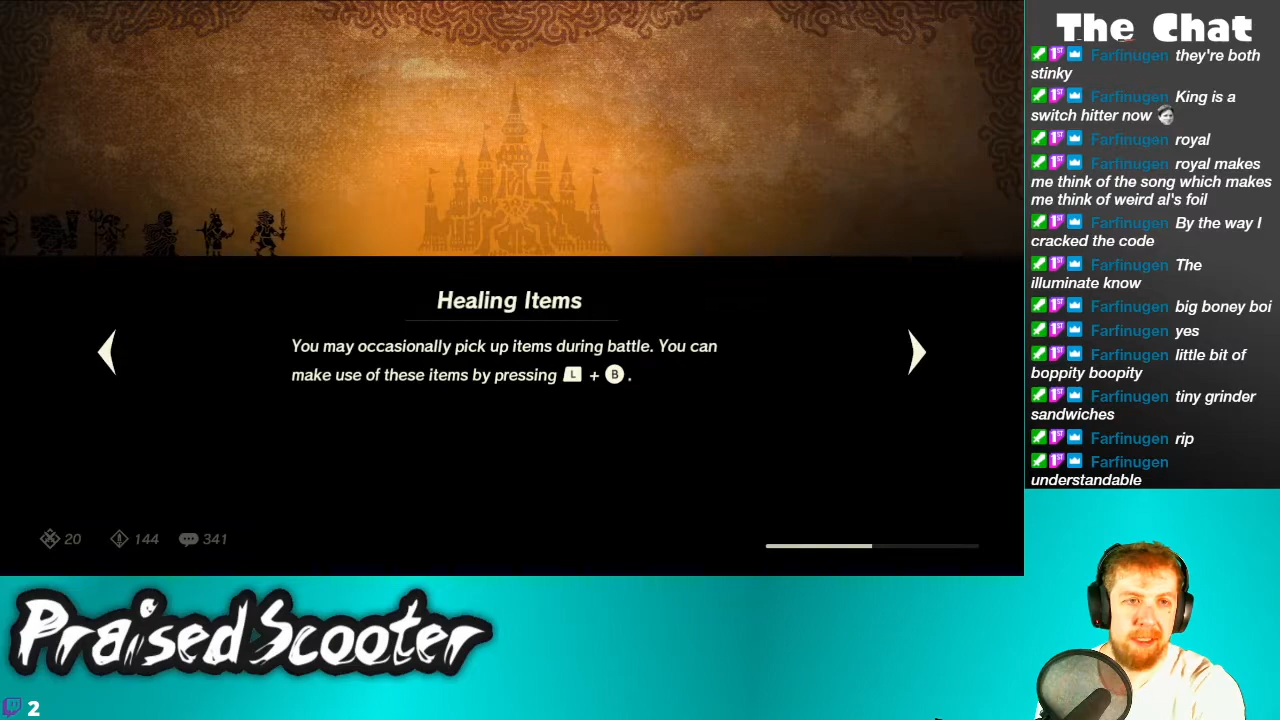 The Chat
Farfinugen they're both
stinky
Farfinugen King is a
switch hitter now
Farfinugen royal
Farfinugen royal makes
me think of the song which makes
me think of weird al's foil
Farfinugen By the way I
cracked the code
Farfinugen The
illuminate know
Farfinugen big boney boi
Farfinugen yes
Farfinugen little bit of
boppity boopity
Farfinugen tiny grinder
sandwiches
Farfinugen rip
Farfinugen
understandable
Healing Items
You may occasionally pick up items during battle. You can
make use of these items by pressing L + B .
20 144 341
PraisedScooter
2